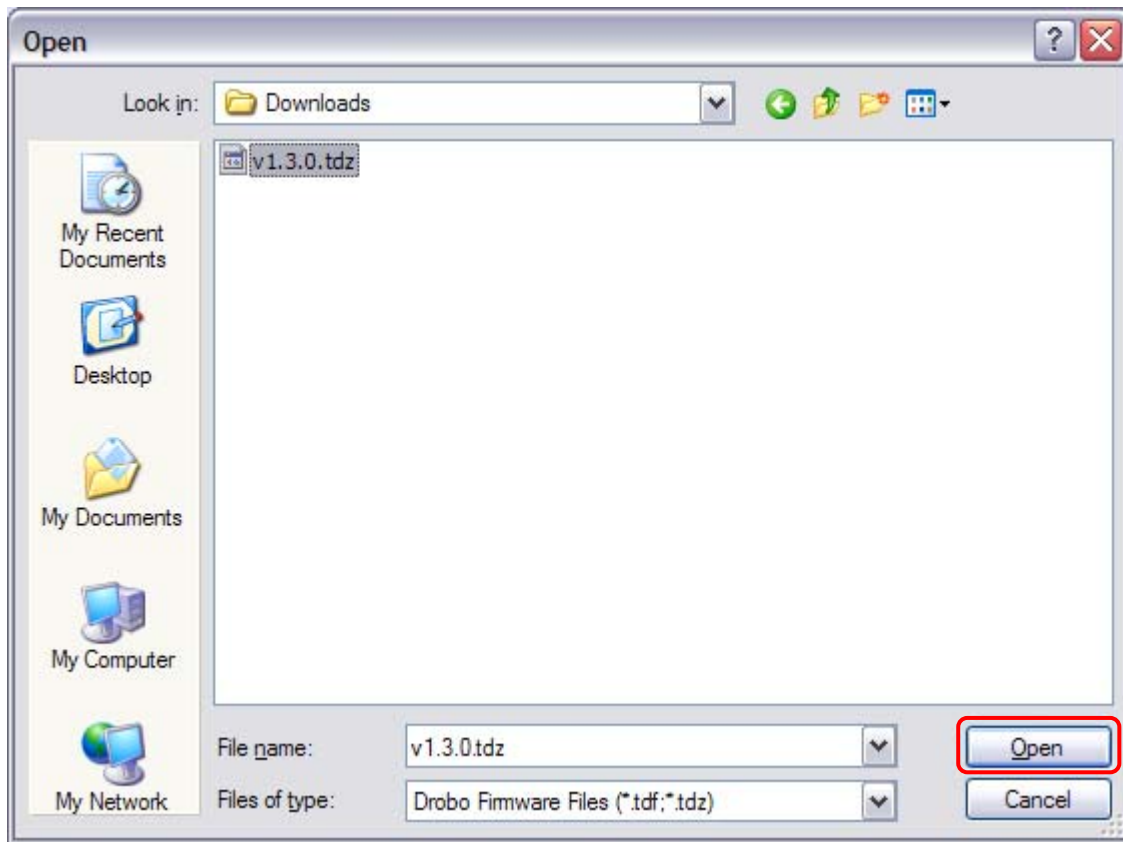 Open
Look in:
Downloads
v1.3.0.tdz
My Recent
Documents
Desktop
My Documents
My Computer
My Network
File name:
v1.3.0.tdz
Open
Files of type:
Drobo Firmware Files (*.tdf;*.tdz)
Cancel